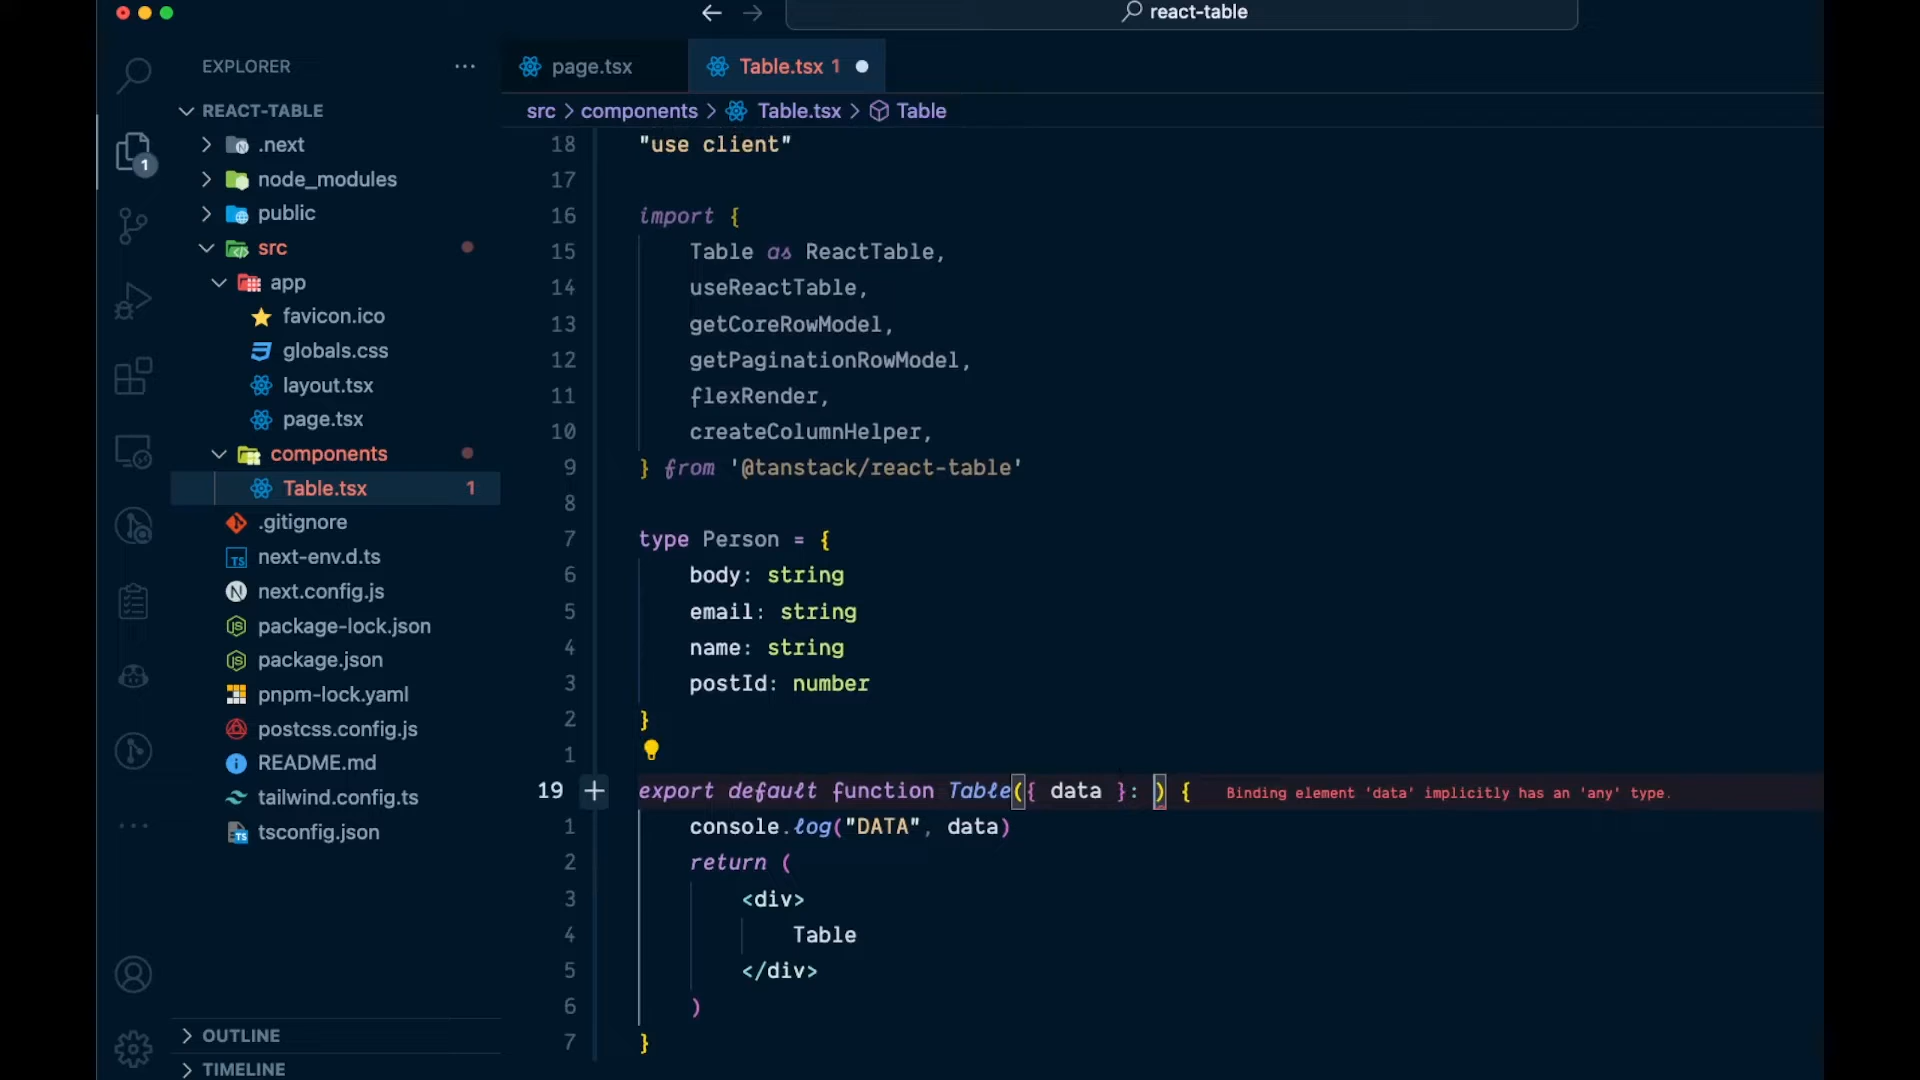 react-table
EXPLORER
page.tsx
Table.tsx 1
src > components > Table.tsx > Table
REACT-TABLE
.next
node_modules
public
src
app
favicon.ico
globals.css
layout.tsx
page.tsx
components
Table.tsx 1
.gitignore
next-env.d.ts
next.config.js
package-lock.json
package.json
pnpm-lock.yaml
postcss.config.js
README.md
tailwind.config.ts
tsconfig.json
OUTLINE
TIMELINE
1
18 "use client"
17
16 import {
15 Table as ReactTable,
14 useReactTable,
13 getCoreRowModel,
12 getPaginationRowModel,
11 flexRender,
10 createColumnHelper,
9 } from '@tanstack/react-table'
8
7 type Person = {
6 body: string
5 email: string
4 name: string
3 postId: number
2 }
1
19 export default function Table({ data }: ) { Binding element 'data' implicitly has an 'any' type.
1 console.log("DATA", data)
2 return (
3 <div>
4 Table
5 </div>
6 )
7 }